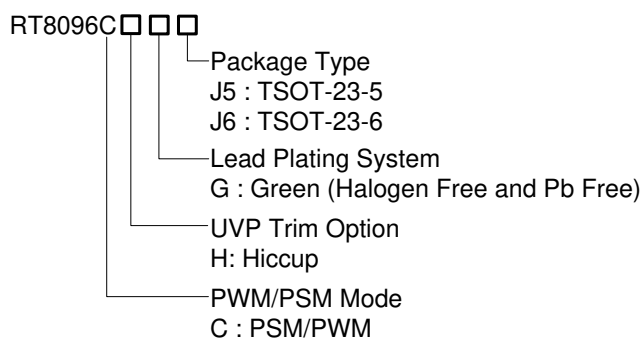 RT8096C
Package Type
J5 : TSOT-23-5
J6 : TSOT-23-6
Lead Plating System
G : Green (Halogen Free and Pb Free)
UVP Trim Option
H: Hiccup
PWM/PSM Mode
C : PSM/PWM